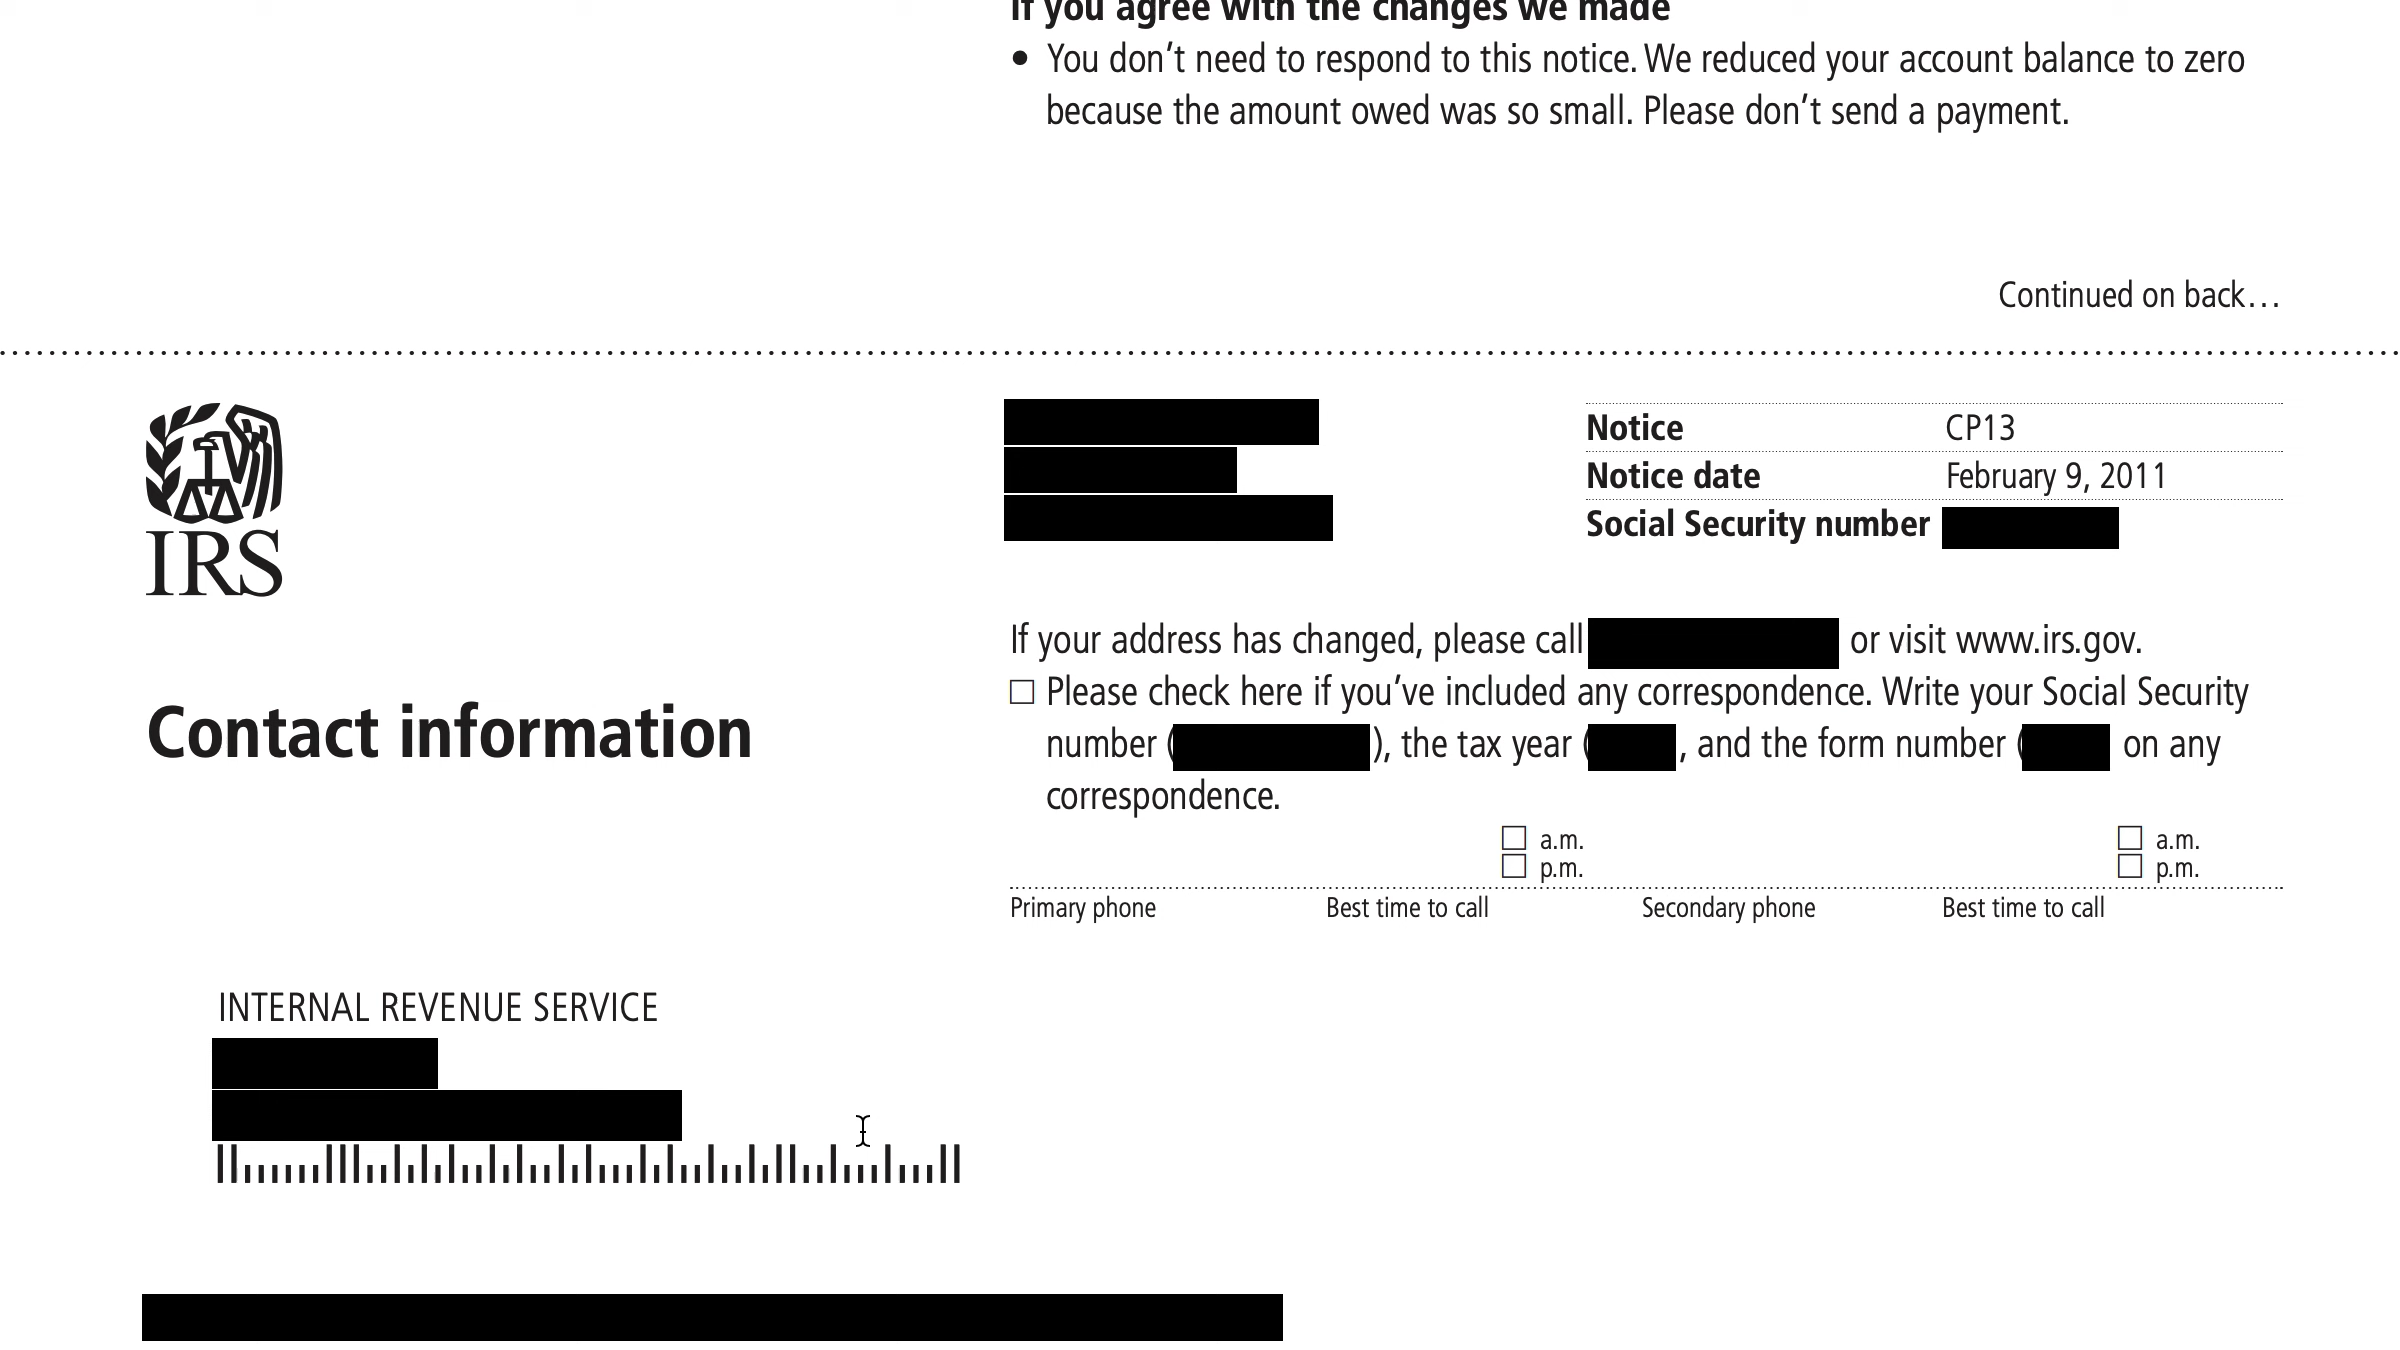 If you agree with the changes we made
• You don’t need to respond to this notice. We reduced your account balance to zero
because the amount owed was so small. Please don’t send a payment.
Continued on back…
IRS
Notice CP13
Notice date February 9, 2011
Social Security number
If your address has changed, please call or visit www.irs.gov.
□ Please check here if you’ve included any correspondence. Write your Social Security
number ( ), the tax year ( , and the form number ( on any
correspondence.
Contact information
□ a.m. □ a.m.
□ p.m. □ p.m.
Primary phone Best time to call Secondary phone Best time to call
INTERNAL REVENUE SERVICE